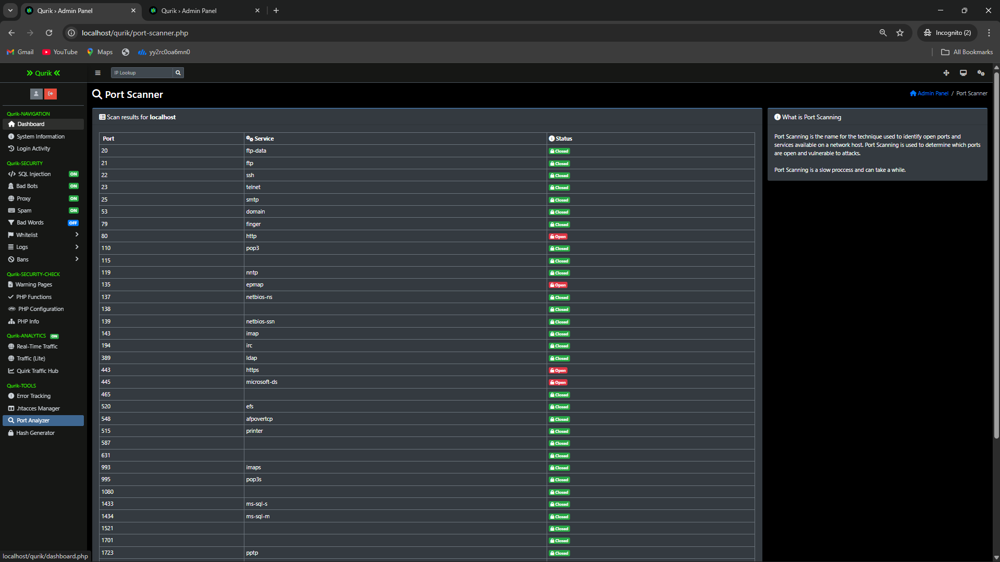 Qurik › Admin Panel
Qurik › Admin Panel
localhost/qurik/port-scanner.php
Incognito (2)
Gmail
YouTube
Maps
yy2rc0oa6mn0
All Bookmarks
Qurik
IP Lookup
Port Scanner
Admin Panel / Port Scanner
Qurik-NAVIGATION
Dashboard
System Information
Login Activity
Qurik-SECURITY
SQL Injection ON
Bad Bots ON
Proxy ON
Spam ON
Bad Words OFF
Whitelist
Logs
Bans
Qurik-SECURITY-CHECK
Warning Pages
PHP Functions
PHP Configuration
PHP Info
Qurik-ANALYTICS ON
Real-Time Traffic
Traffic (Lite)
Quirk Traffic Hub
Qurik-TOOLS
Error Tracking
.htacces Manager
Port Analyzer
Hash Generator
Scan results for localhost
Port Service Status
20 ftp-data Closed
21 ftp Closed
22 ssh Closed
23 telnet Closed
25 smtp Closed
53 domain Closed
79 finger Closed
80 http Open
110 pop3 Closed
115 Closed
119 nntp Closed
135 epmap Open
137 netbios-ns Closed
138 Closed
139 netbios-ssn Closed
143 imap Closed
194 irc Closed
389 ldap Closed
443 https Open
445 microsoft-ds Open
465 Closed
520 efs Closed
548 afpovertcp Closed
515 printer Closed
587 Closed
631 Closed
993 imaps Closed
995 pop3s Closed
1080 Closed
1433 ms-sql-s Closed
1434 ms-sql-m Closed
1521 Closed
1701 Closed
1723 pptp Closed
What is Port Scanning
Port Scanning is the name for the technique used to identify open ports and
services available on a network host. Port Scanning is used to determine which ports
are open and vulnerable to attacks.
Port Scanning is a slow proccess and can take a while.
localhost/qurik/dashboard.php